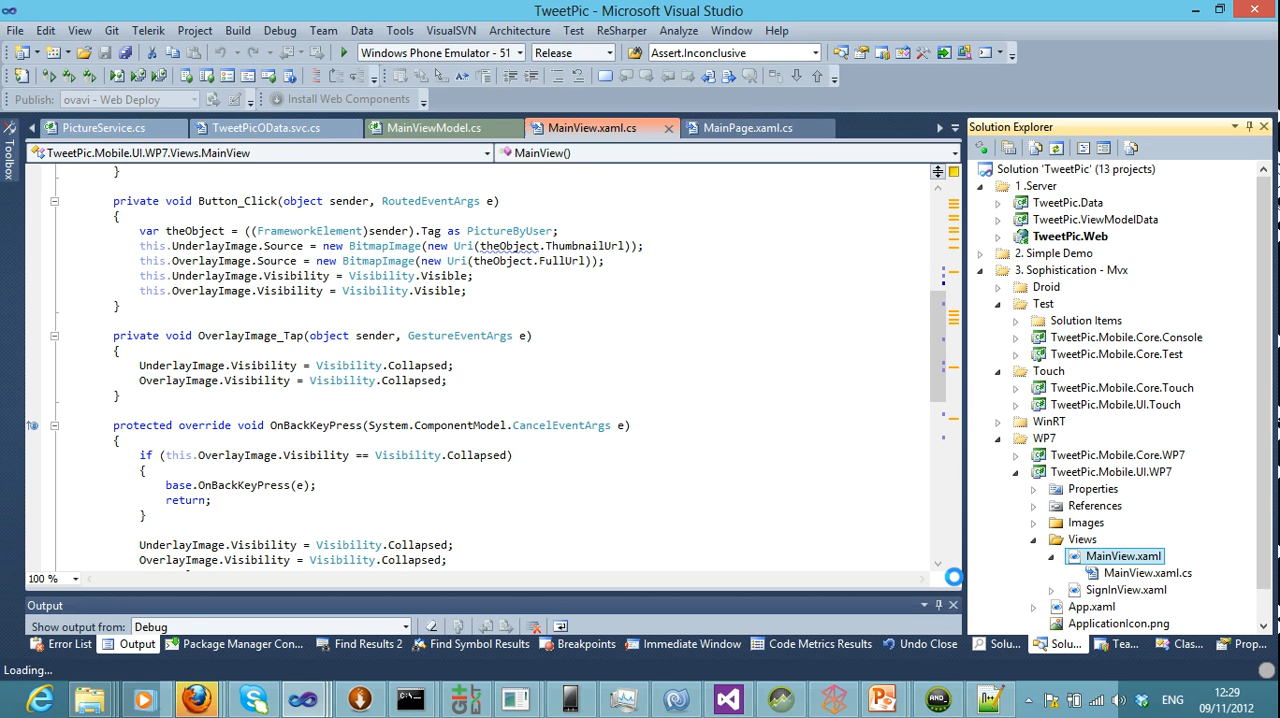 TweetPic - Microsoft Visual Studio
File Edit View Git Telerik Project Build Debug Team Data Tools VisualSVN Architecture Test ReSharper Analyze Window Help
Windows Phone Emulator - 51 Release Assert.Inconclusive
Publish: ovavi - Web Deploy Install Web Components
PictureService.cs TweetPicOData.svc.cs MainViewModel.cs MainView.xaml.cs MainPage.xaml.cs
TweetPic.Mobile.UI.WP7.Views.MainView MainView()
}
private void Button_Click(object sender, RoutedEventArgs e)
{
var theObject = ((FrameworkElement)sender).Tag as PictureByUser;
this.UnderlayImage.Source = new BitmapImage(new Uri(theObject.ThumbnailUrl));
this.OverlayImage.Source = new BitmapImage(new Uri(theObject.FullUrl));
this.UnderlayImage.Visibility = Visibility.Visible;
this.OverlayImage.Visibility = Visibility.Visible;
}
private void OverlayImage_Tap(object sender, GestureEventArgs e)
{
UnderlayImage.Visibility = Visibility.Collapsed;
OverlayImage.Visibility = Visibility.Collapsed;
}
protected override void OnBackKeyPress(System.ComponentModel.CancelEventArgs e)
{
if (this.OverlayImage.Visibility == Visibility.Collapsed)
{
base.OnBackKeyPress(e);
return;
}
UnderlayImage.Visibility = Visibility.Collapsed;
OverlayImage.Visibility = Visibility.Collapsed;
100 %
Output
Show output from: Debug
Error List Output Package Manager Con... Find Results 2 Find Symbol Results Breakpoints Immediate Window Code Metrics Results Undo Close
Loading...
Solution Explorer
Solution 'TweetPic' (13 projects)
1 .Server
TweetPic.Data
TweetPic.ViewModelData
TweetPic.Web
2. Simple Demo
3. Sophistication - Mvx
Droid
Test
Solution Items
TweetPic.Mobile.Core.Console
TweetPic.Mobile.Core.Test
Touch
TweetPic.Mobile.Core.Touch
TweetPic.Mobile.UI.Touch
WinRT
WP7
TweetPic.Mobile.Core.WP7
TweetPic.Mobile.UI.WP7
Properties
References
Images
Views
MainView.xaml
MainView.xaml.cs
SignInView.xaml
App.xaml
ApplicationIcon.png
Solu... Solu... Tea... Clas... Prop...
Toolbox
ENG
12:29
09/11/2012